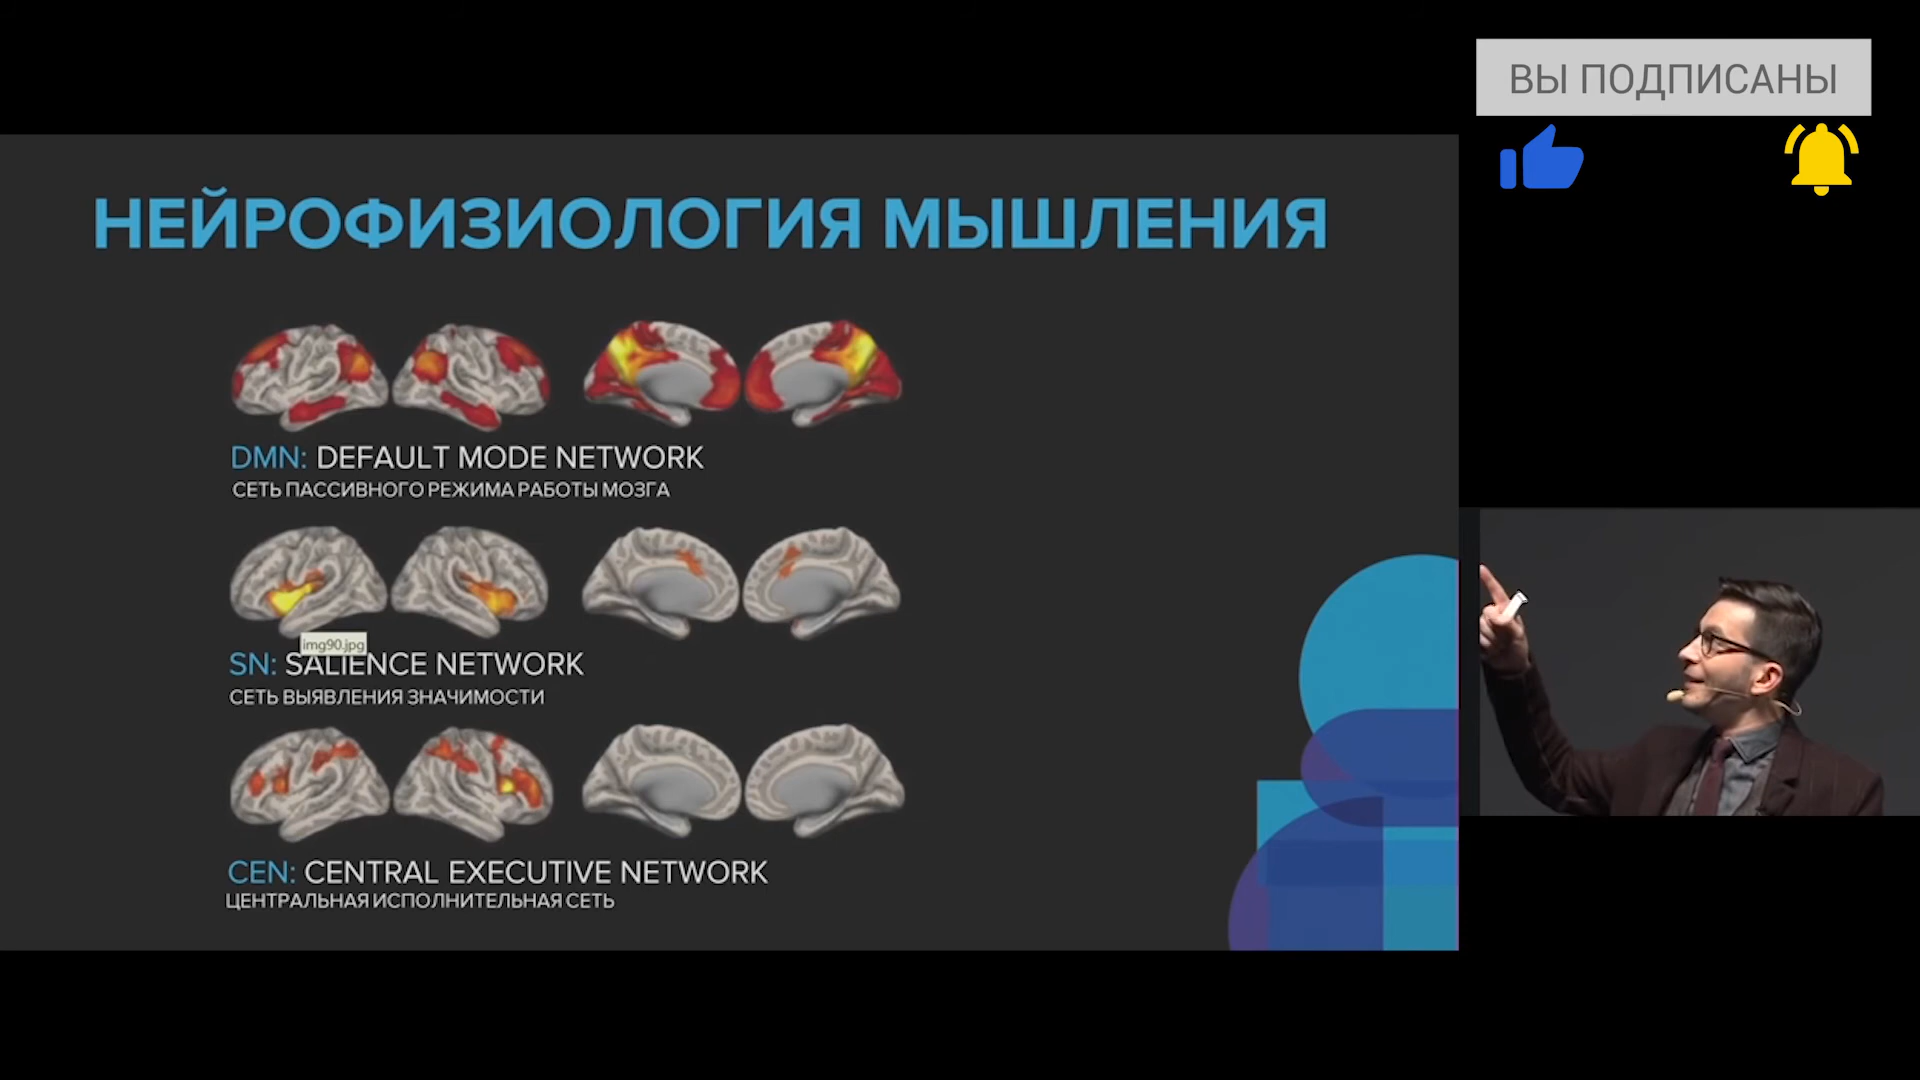 ВЫ ПОДПИСАНЫ
НЕЙРОФИЗИОЛОГИЯ МЫШЛЕНИЯ
DMN: DEFAULT MODE NETWORK
СЕТЬ ПАССИВНОГО РЕЖИМА РАБОТЫ МОЗГА
img90.jpg
SN: SALIENCE NETWORK
СЕТЬ ВЫЯВЛЕНИЯ ЗНАЧИМОСТИ
CEN: CENTRAL EXECUTIVE NETWORK
ЦЕНТРАЛЬНАЯ ИСПОЛНИТЕЛЬНАЯ СЕТЬ